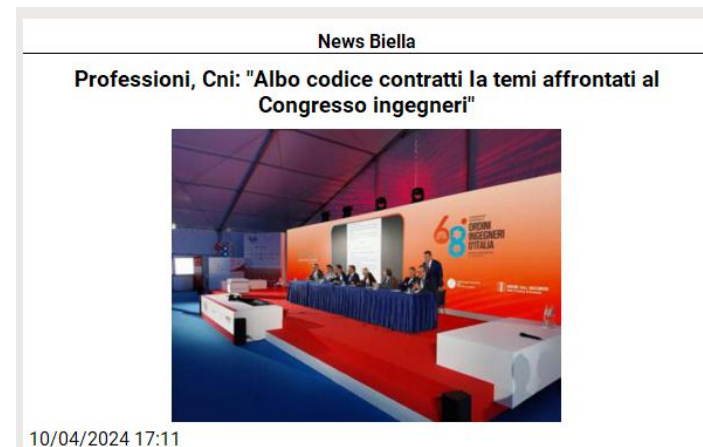 News Biella
Professioni, Cni: "Albo codice contratti Ia temi affrontati al
Congresso ingegneri"
68°
ORDINI
INGEGNERI
D'ITALIA
10/04/2024 17:11